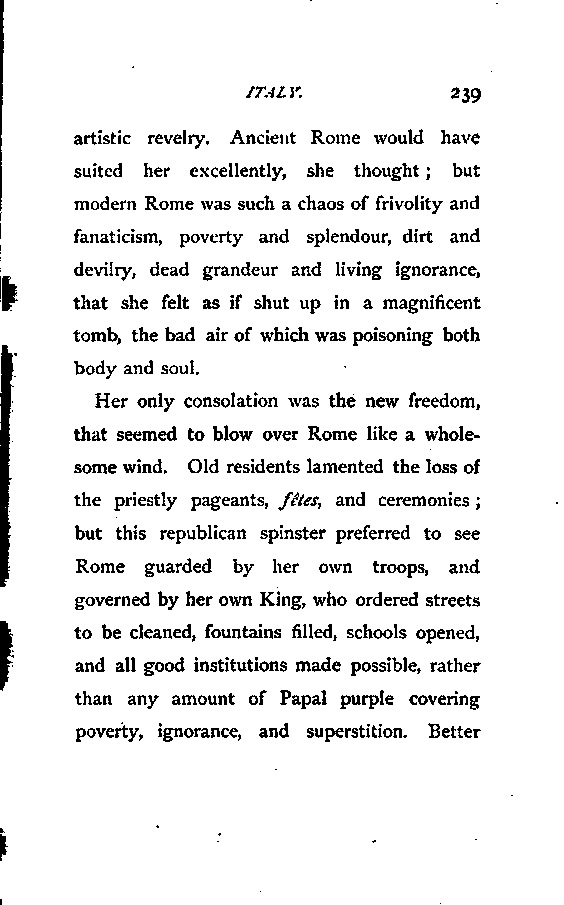 ITALY. 239
artistic revelry. Ancient Rome would have
suited her excellently, she thought ; but
modern Rome was such a chaos of frivolity and
fanaticism, poverty and splendour, dirt and
devilry, dead grandeur and living ignorance,
that she felt as if shut up in a magnificent
tomb, the bad air of which was poisoning both
body and soul.
Her only consolation was the new freedom,
that seemed to blow over Rome like a whole-
some wind. Old residents lamented the loss of
the priestly pageants, fêtes, and ceremonies ;
but this republican spinster preferred to see
Rome guarded by her own troops, and
governed by her own King, who ordered streets
to be cleaned, fountains filled, schools opened,
and all good institutions made possible, rather
than any amount of Papal purple covering
poverty, ignorance, and superstition. Better